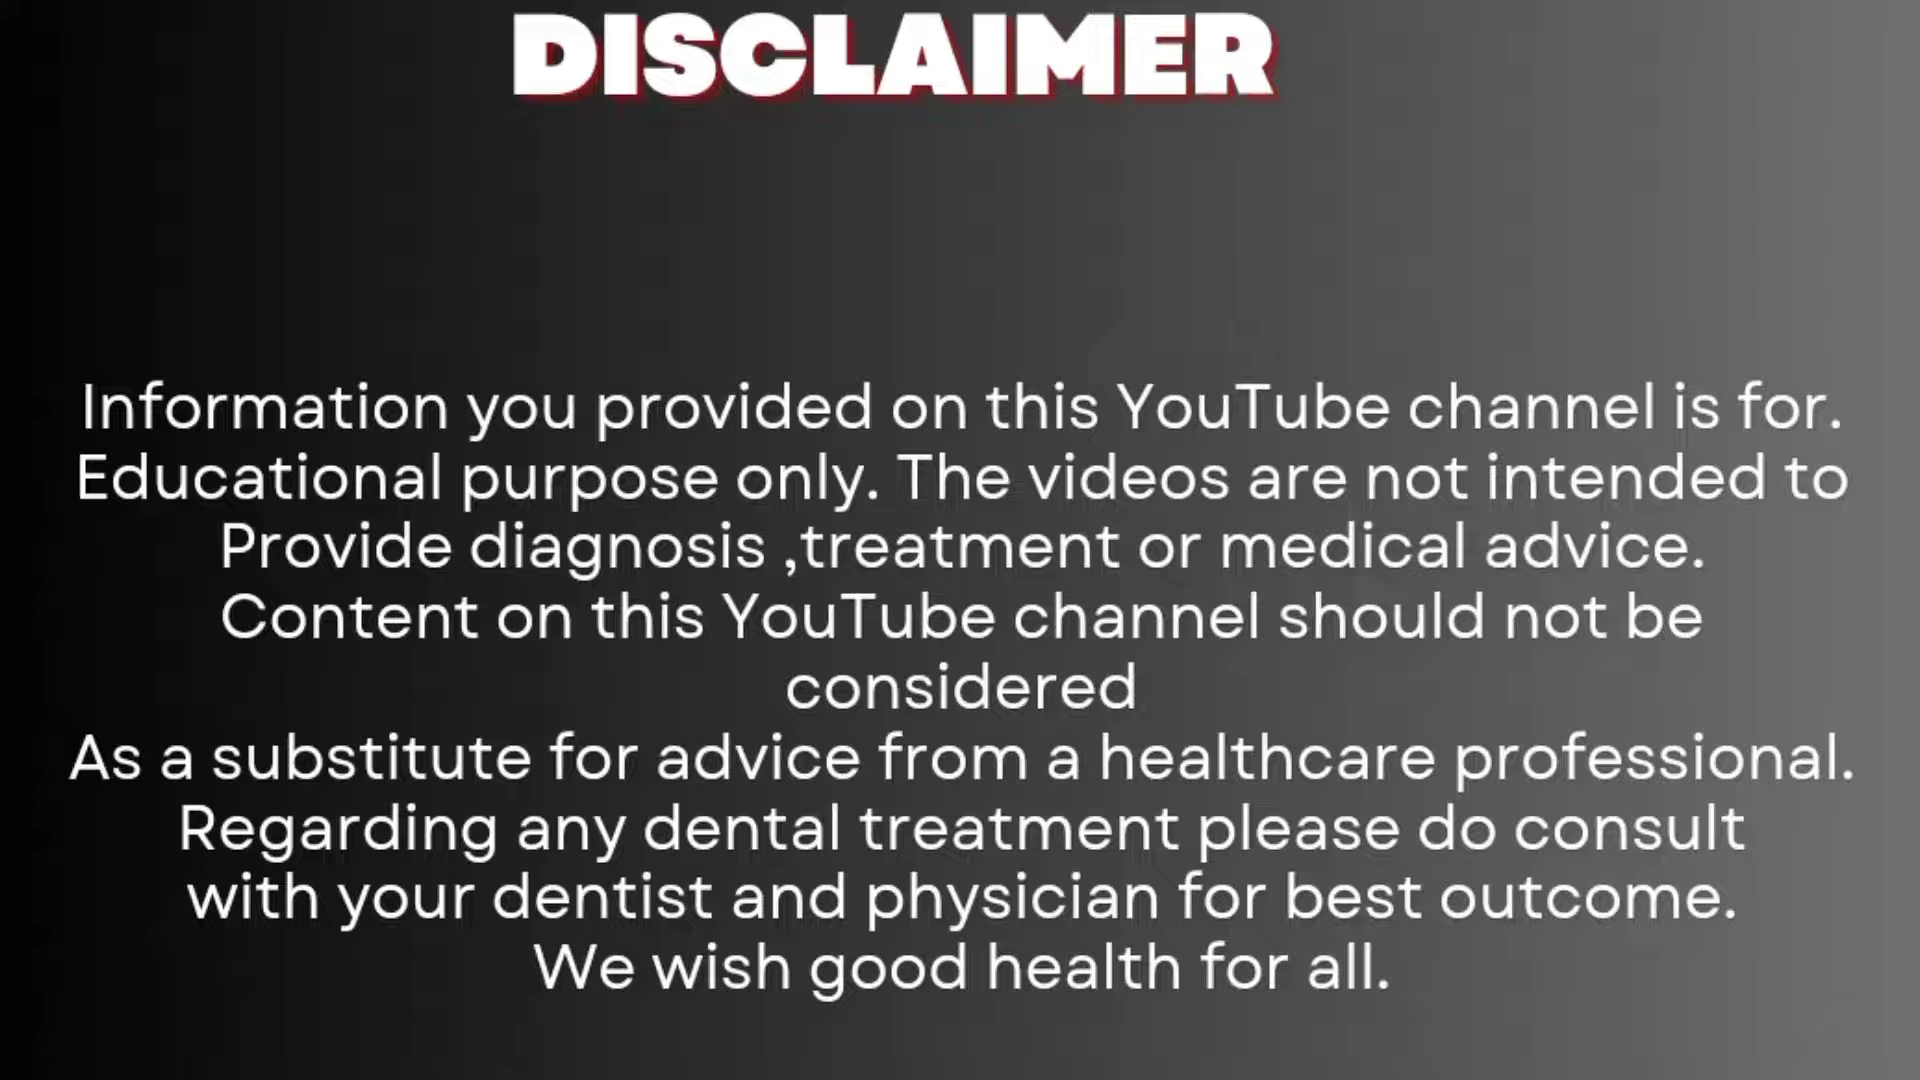 DISCLAIMER
Information you provided on this YouTube channel is for.
Educational purpose only. The videos are not intended to
Provide diagnosis ,treatment or medical advice.
Content on this YouTube channel should not be
considered
As a substitute for advice from a healthcare professional.
Regarding any dental treatment please do consult
with your dentist and physician for best outcome.
We wish good health for all.